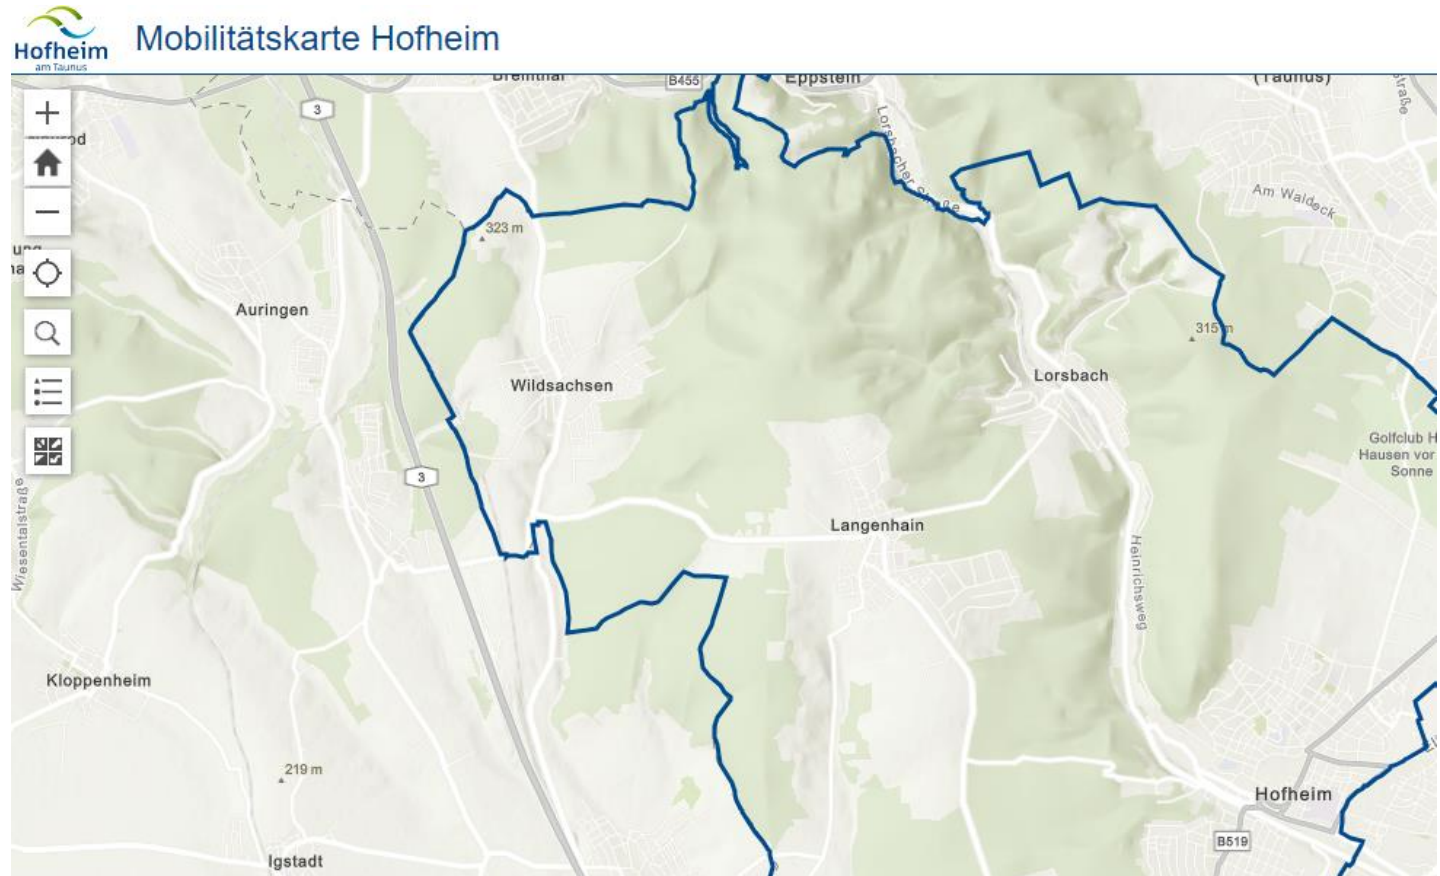 Hofheim
am Taunus
Mobilitätskarte Hofheim
B455
Eppstein
(Taunus)
3
Lorsbacher Straße
Am Waldeck
323 m
Auringen
315 m
Wildsachsen
Lorsbach
Golfclub H
Hausen vor
Sonne
3
Wiesentalstraße
Langenhain
Heinrichsweg
Kloppenheim
219 m
Hofheim
B519
Igstadt